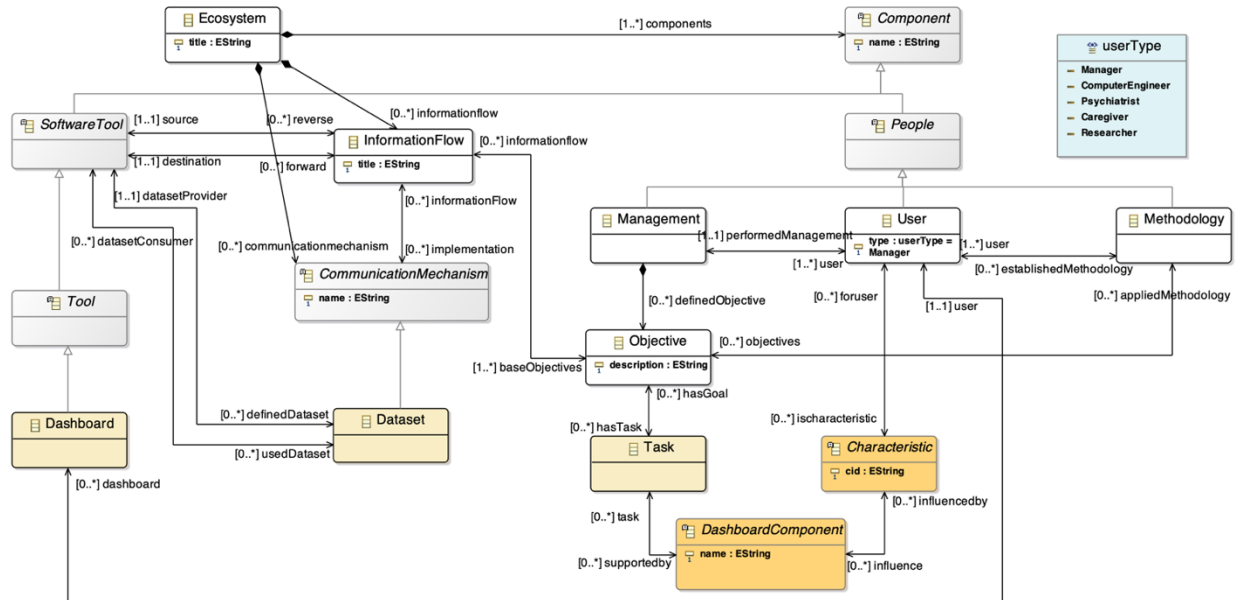 Ecosystem
title : EString
[1..*] components
Component
name : EString
userType
Manager
ComputerEngineer
Psychiatrist
Caregiver
Researcher
[0..*] informationflow
SoftwareTool
[1..1] source
[0..*] reverse
InformationFlow
title : EString
[0..*] informationflow
People
[1..1] destination
[0..*] forward
[1..1] datasetProvider
[0..*] informationFlow
[0..*] datasetConsumer
[0..*] communicationmechanism
[0..*] implementation
Management
User
type : userType =
Manager
Methodology
[1..1] performedManagement
[1..*] user
[1..*] user
[0..*] establishedMethodology
CommunicationMechanism
name : EString
Tool
[0..*] definedObjective
[0..*] foruser
[1..1] user
[0..*] appliedMethodology
Objective
description : EString
[0..*] objectives
[1..*] baseObjectives
[0..*] hasGoal
Dashboard
[0..*] definedDataset
Dataset
[0..*] usedDataset
[0..*] ischaracteristic
[0..*] hasTask
Task
Characteristic
cid : EString
[0..*] dashboard
[0..*] influencedby
[0..*] task
DashboardComponent
name : EString
[0..*] supportedby
[0..*] influence